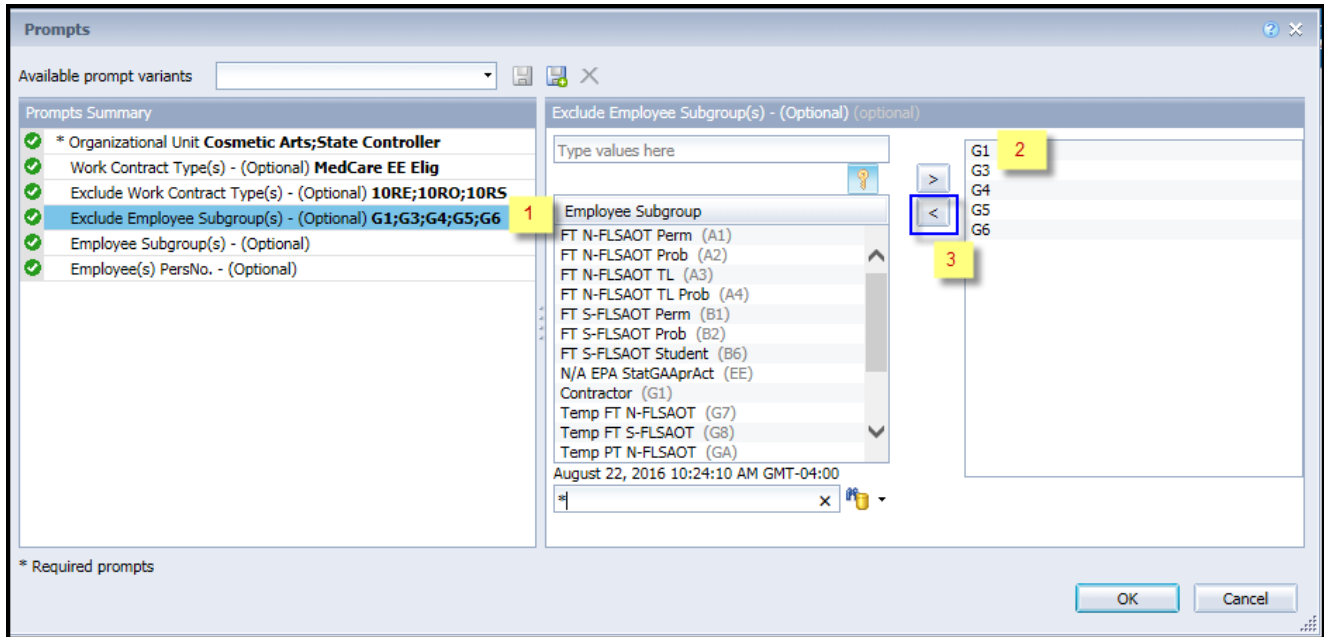 Prompts
Available prompt variants
Prompts Summary
* Organizational Unit Cosmetic Arts;State Controller
Work Contract Type(s) - (Optional) MedCare EE Elig
Exclude Work Contract Type(s) - (Optional) 10RE;10RO;10RS
Exclude Employee Subgroup(s) - (Optional) G1;G3;G4;G5;G6
1
Employee Subgroup(s) - (Optional)
Employee(s) PersNo. - (Optional)
Exclude Employee Subgroup(s) - (Optional) (optional)
Type values here
Employee Subgroup
FT N-FLSAOT Perm (A1)
FT N-FLSAOT Prob (A2)
FT N-FLSAOT TL (A3)
FT N-FLSAOT TL Prob (A4)
FT S-FLSAOT Perm (B1)
FT S-FLSAOT Prob (B2)
FT S-FLSAOT Student (B6)
N/A EPA StatGAAprAct (EE)
Contractor (G1)
Temp FT N-FLSAOT (G7)
Temp FT S-FLSAOT (G8)
Temp PT N-FLSAOT (GA)
August 22, 2016 10:24:10 AM GMT-04:00
*
>
<
3
G1
2
G3
G4
G5
G6
* Required prompts
OK
Cancel